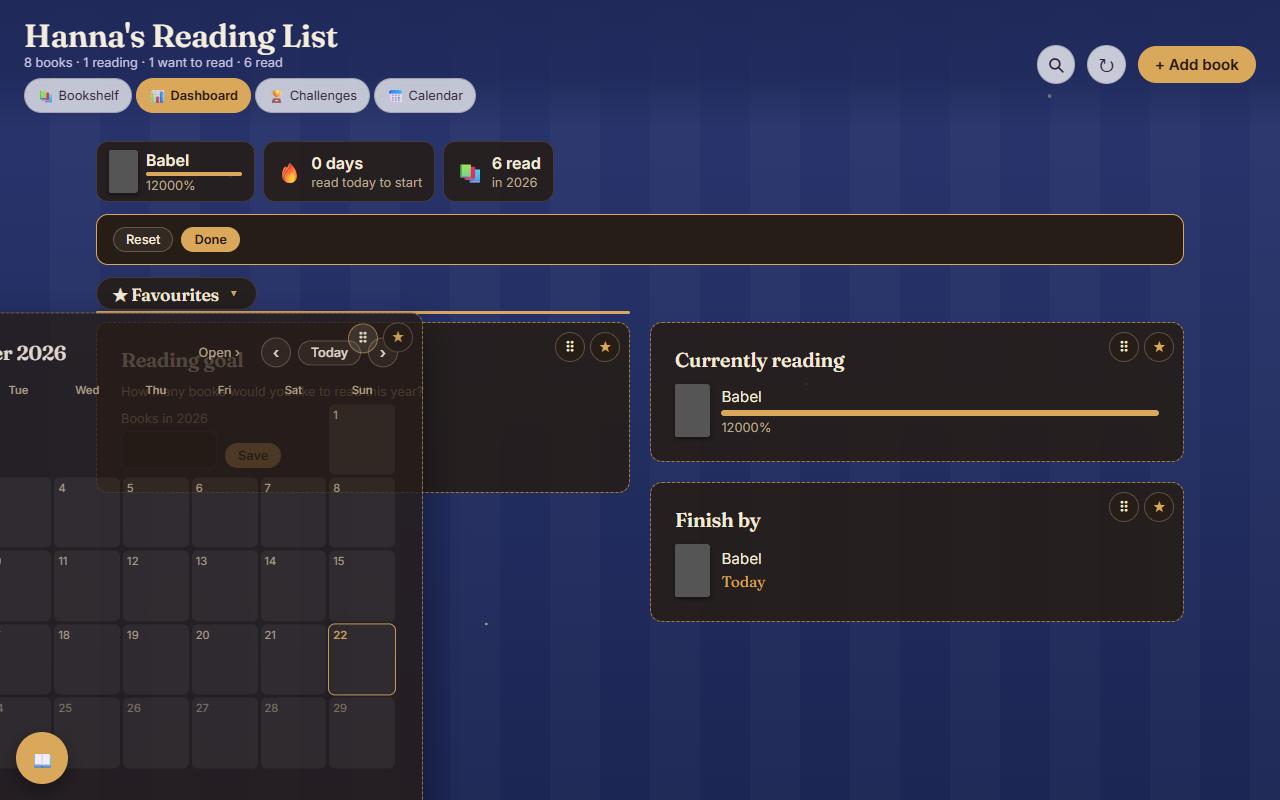 Hanna's Reading List
8 books · 1 reading · 1 want to read · 6 read
Bookshelf
Dashboard
Challenges
Calendar
+ Add book
Babel
12000%
0 days
read today to start
6 read
in 2026
Reset
Done
★ Favourites ▼
er 2026
Open ›
‹
Today
›
Tue Wed Thu Fri Sat Sun
Reading goal
How many books would you like to read this year?
Books in 2026
Save
1
4 5 6 7 8
11 12 13 14 15
18 19 20 21 22
25 26 27 28 29
Currently reading
Babel
12000%
Finish by
Babel
Today